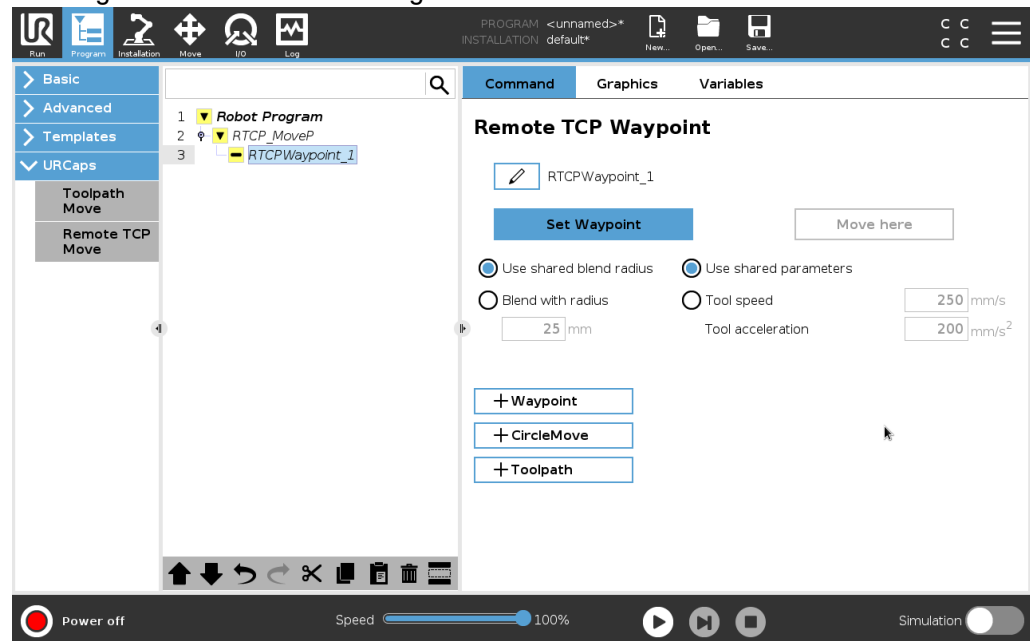 PROGRAM <unnamed>*
INSTALLATION default*
UR
Run
Program
Installation
Move
I/O
Log
New...
Open...
Save...
C C
C C
Basic
Advanced
Templates
URCaps
Toolpath
Move
Remote TCP
Move
1 Robot Program
2 RTCP_MoveP
3 RTCPWaypoint_1
Command Graphics Variables
Remote TCP Waypoint
RTCPWaypoint_1
Set Waypoint Move here
Use shared blend radius Use shared parameters
Blend with radius Tool speed 250 mm/s
25 mm Tool acceleration 200 mm/s²
+Waypoint
+CircleMove
+Toolpath
Power off Speed 100% Simulation